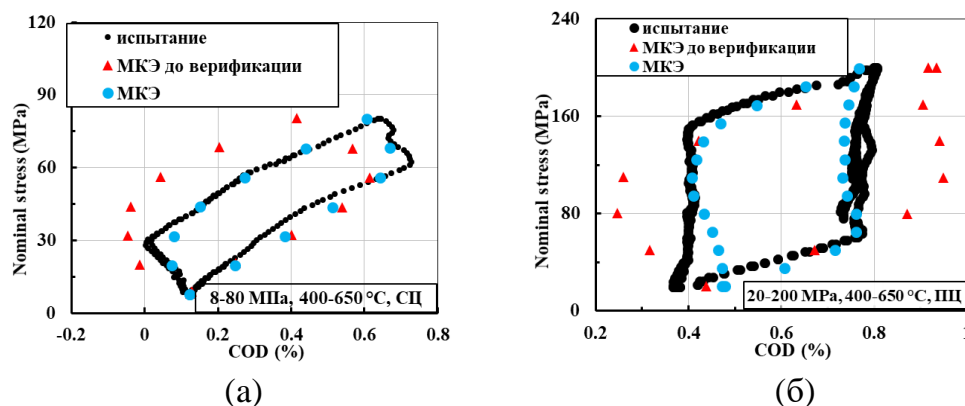 120
90
60
30
0
Nominal stress (MPa)
испытание
МКЭ до верификации
МКЭ
8-80 МПа, 400-650 °C, СЦ
-0.2
0
0.2
0.4
0.6
0.8
COD (%)
(а)
240
160
80
0
Nominal stress (MPa)
испытание
МКЭ до верификации
МКЭ
20-200 МРа, 400-650 °C, ПЦ
0.2
0.4
0.6
0.8
1
COD (%)
(б)